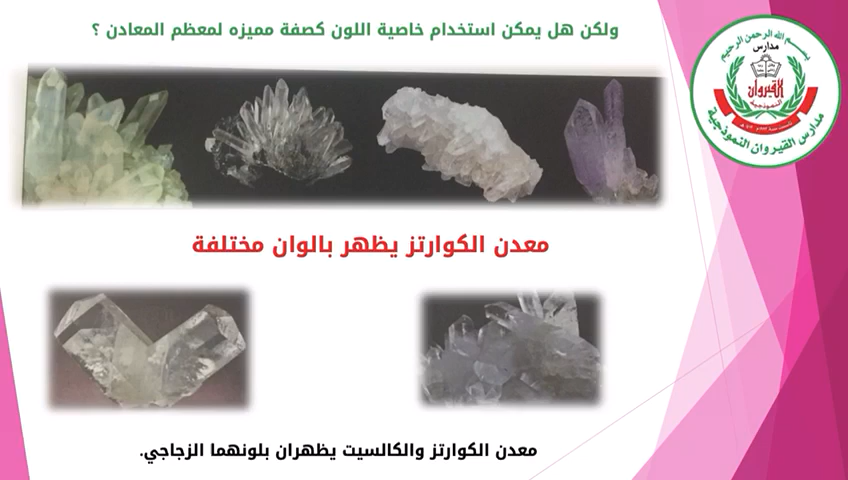 ولكن هل يمكن استخدام خاصية اللون كصفة مميزه لمعظم المعادن ؟
بسم الله الرحمن الرحيم
مدارس
القيروان
النموذجية
مدارس القيروان النموذجية
معدن الكوارتز يظهر بالوان مختلفة
معدن الكوارتز والكالسيت يظهران بلونهما الزجاجي.